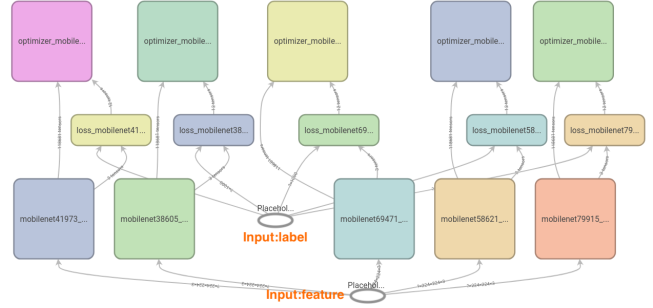 optimizer_mobile...
optimizer_mobile...
optimizer_mobile...
optimizer_mobile...
optimizer_mobile...
loss_mobilenet41...
loss_mobilenet38...
loss_mobilenet69...
loss_mobilenet58...
loss_mobilenet79...
mobilenet41973_...
mobilenet38605_...
Placehol...
Input:label
mobilenet69471_...
mobilenet58621_...
mobilenet79915_...
Placehol...
Input:feature